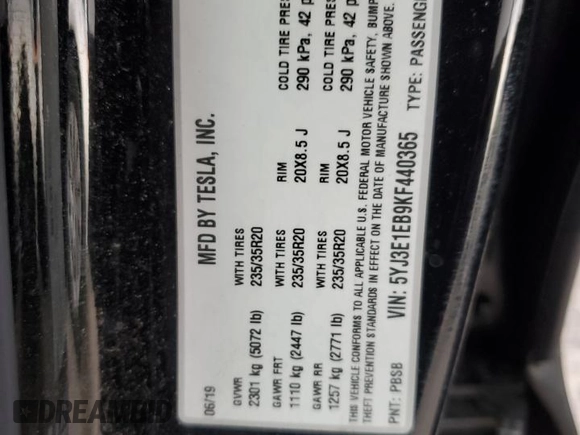 06/19 MFD BY TESLA, INC.
GVWR WITH TIRES RIM COLD TIRE PRES
2301 kg (5072 lb) 235/35R20
GAWR FRT
1110 kg (2447 lb) WITH TIRES 235/35R20 20X8.5 J 290 kPa, 42
GAWR RR WITH TIRES RIM COLD TIRE PRES
1257 kg (2771 lb) 235/35R20 20X8.5 J 290 kPa, 42
THIS VEHICLE CONFORMS TO ALL APPLICABLE U.S. FEDERAL MOTOR VEHICLE SAFETY, BUMP
THEFT PREVENTION STANDARDS IN EFFECT ON THE DATE OF MANUFACTURE SHOWN ABOVE.
PNT: PBSB VIN: 5YJ3E1EB9KF440365 TYPE: PASSENG
DREAMBID